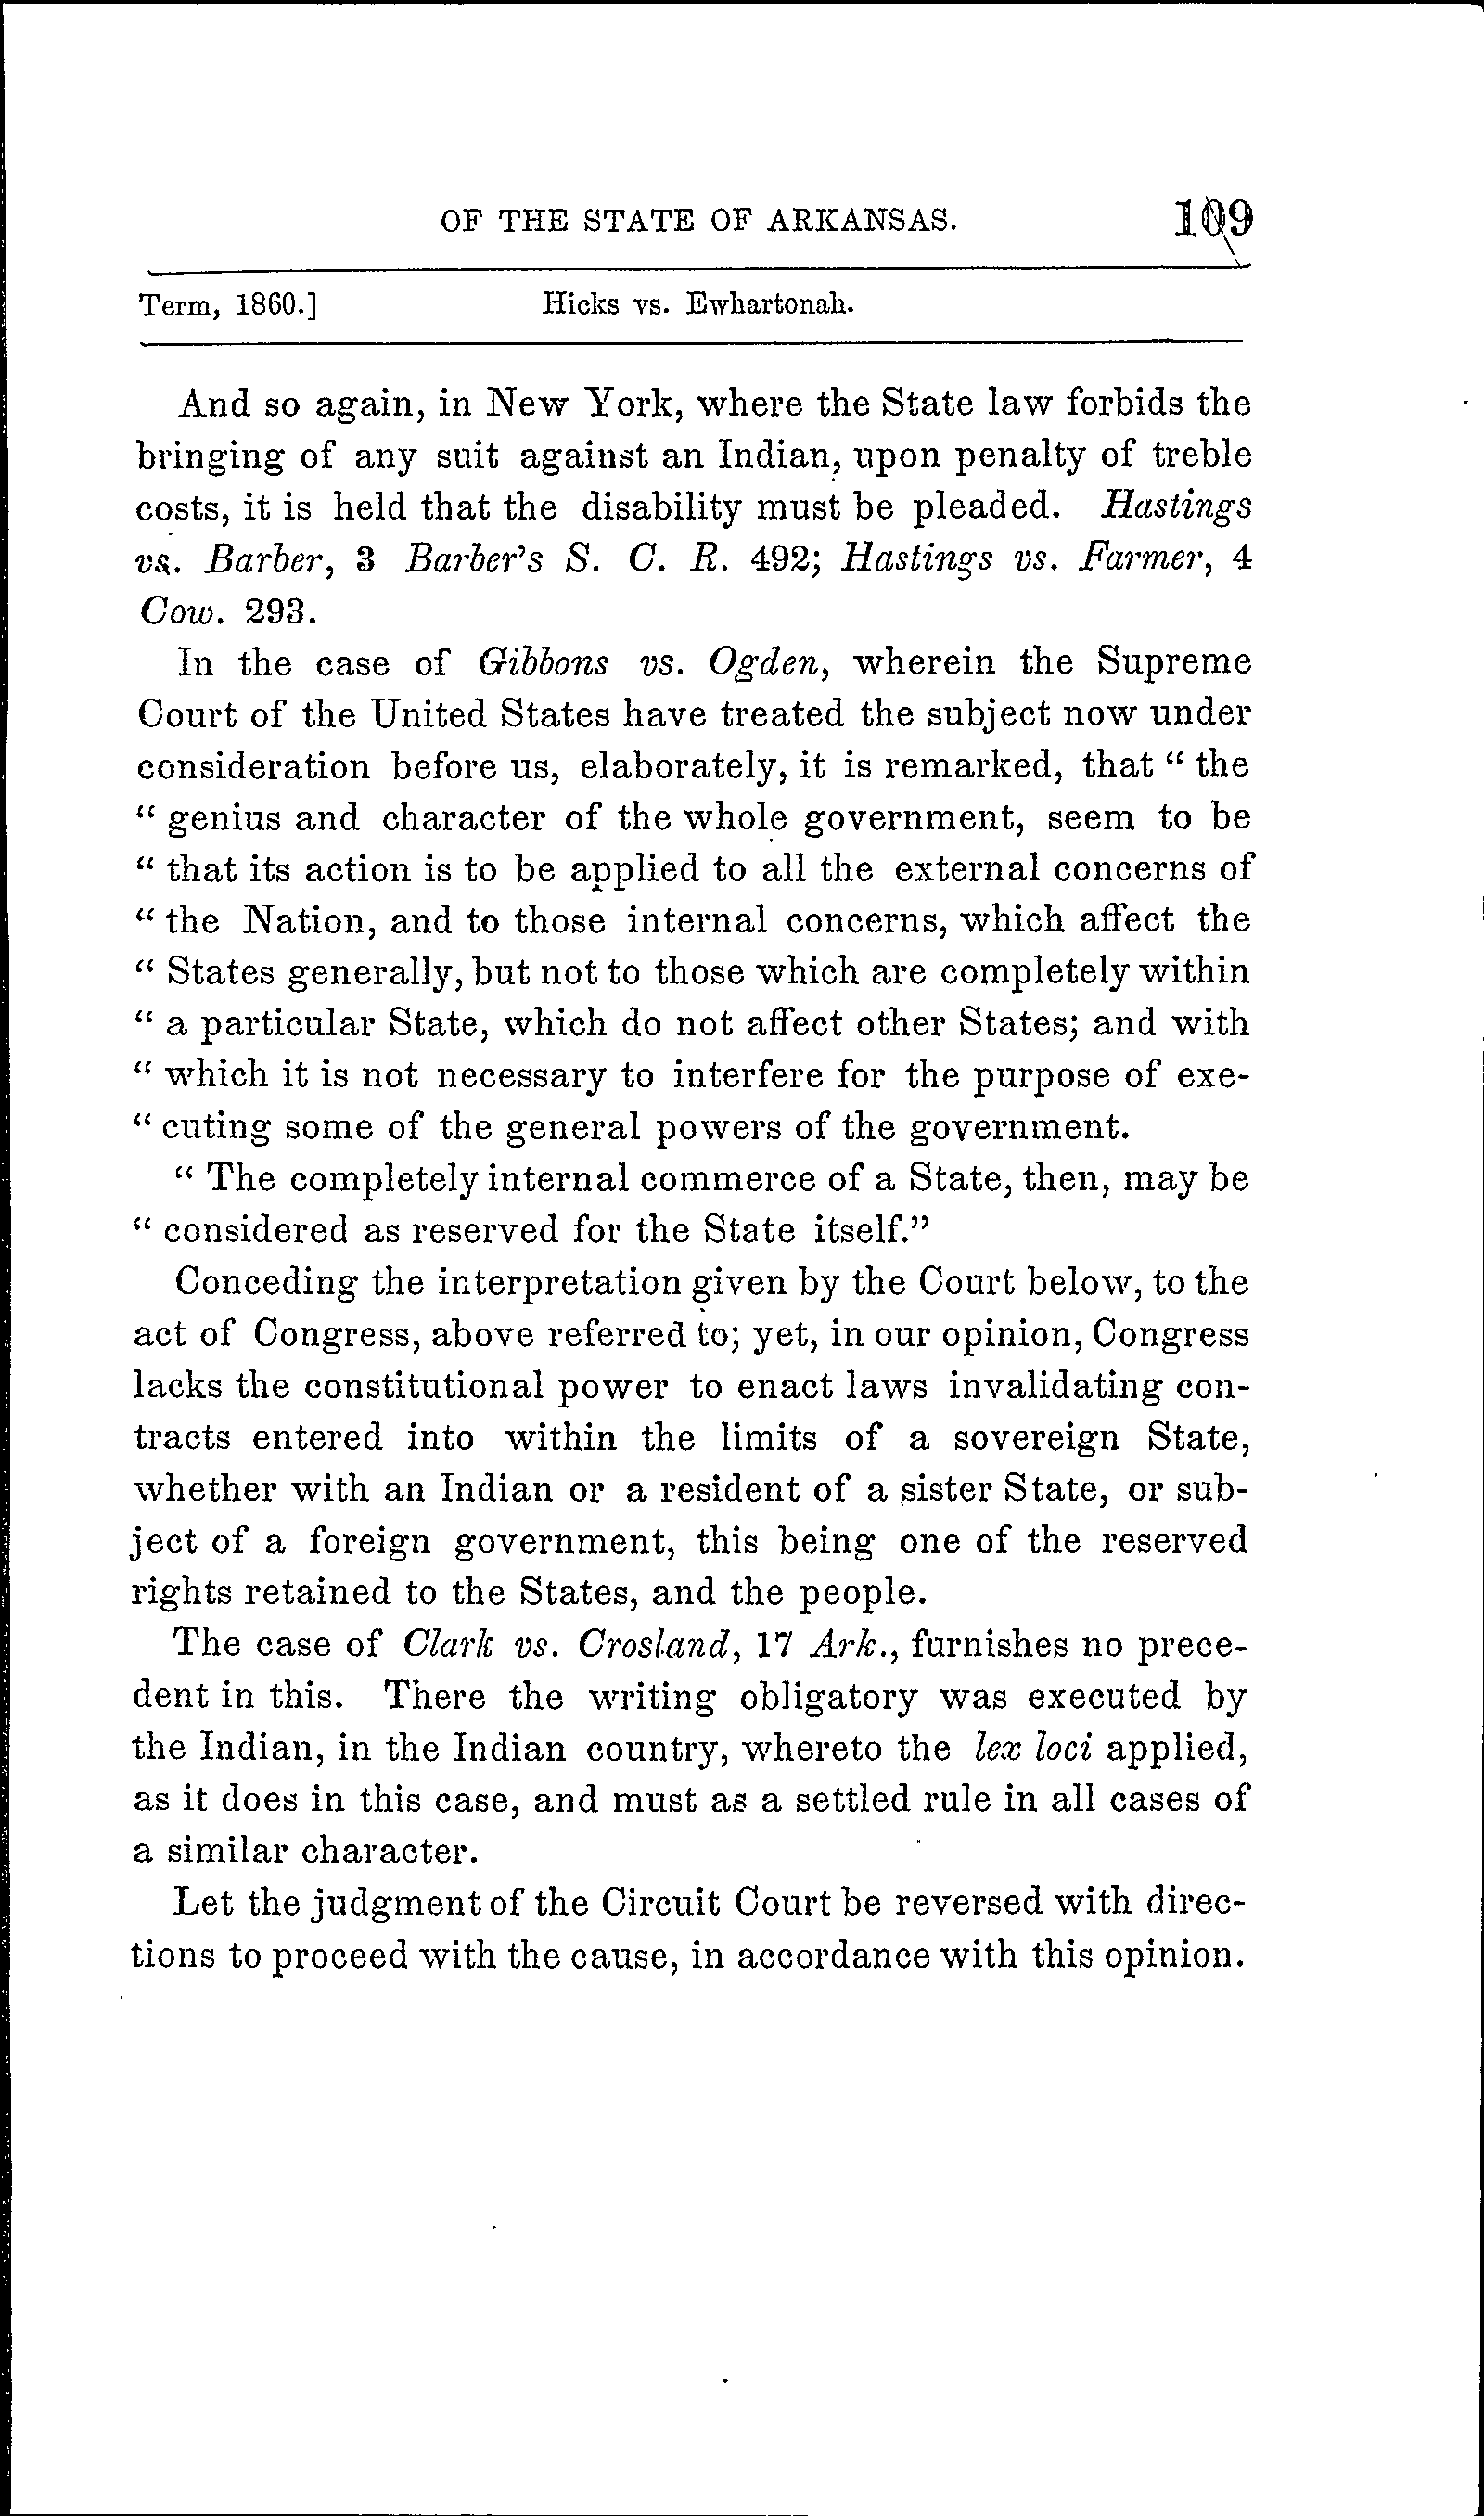 OF THE STATE OF ARKANSAS. 109
Term, 1860.] Hicks vs. Ewhartonah.
And so again, in New York, where the State law forbids the
bringing of any suit against an Indian, upon penalty of treble
costs, it is held that the disability must be pleaded. Hastings
vs. Barber, 3 Barber's S. C. R. 492; Hastings vs. Farmer, 4
Cow. 293.
In the case of Gibbons vs. Ogden, wherein the Supreme
Court of the United States have treated the subject now under
consideration before us, elaborately, it is remarked, that " the
" genius and character of the whole government, seem to be
" that its action is to be applied to all the external concerns of
" the Nation, and to those internal concerns, which affect the
" States generally, but not to those which are completely within
" a particular State, which do not affect other States; and with
" which it is not necessary to interfere for the purpose of exe-
" cuting some of the general powers of the government.
" The completely internal commerce of a State, then, may be
" considered as reserved for the State itself."
Conceding the interpretation given by the Court below, to the
act of Congress, above referred to; yet, in our opinion, Congress
lacks the constitutional power to enact laws invalidating con-
tracts entered into within the limits of a sovereign State,
whether with an Indian or a resident of a sister State, or sub-
ject of a foreign government, this being one of the reserved
rights retained to the States, and the people.
The case of Clark vs. Crosland, 17 Ark., furnishes no prece-
dent in this. There the writing obligatory was executed by
the Indian, in the Indian country, whereto the lex loci applied,
as it does in this case, and must as a settled rule in all cases of
a similar character.
Let the judgment of the Circuit Court be reversed with direc-
tions to proceed with the cause, in accordance with this opinion.